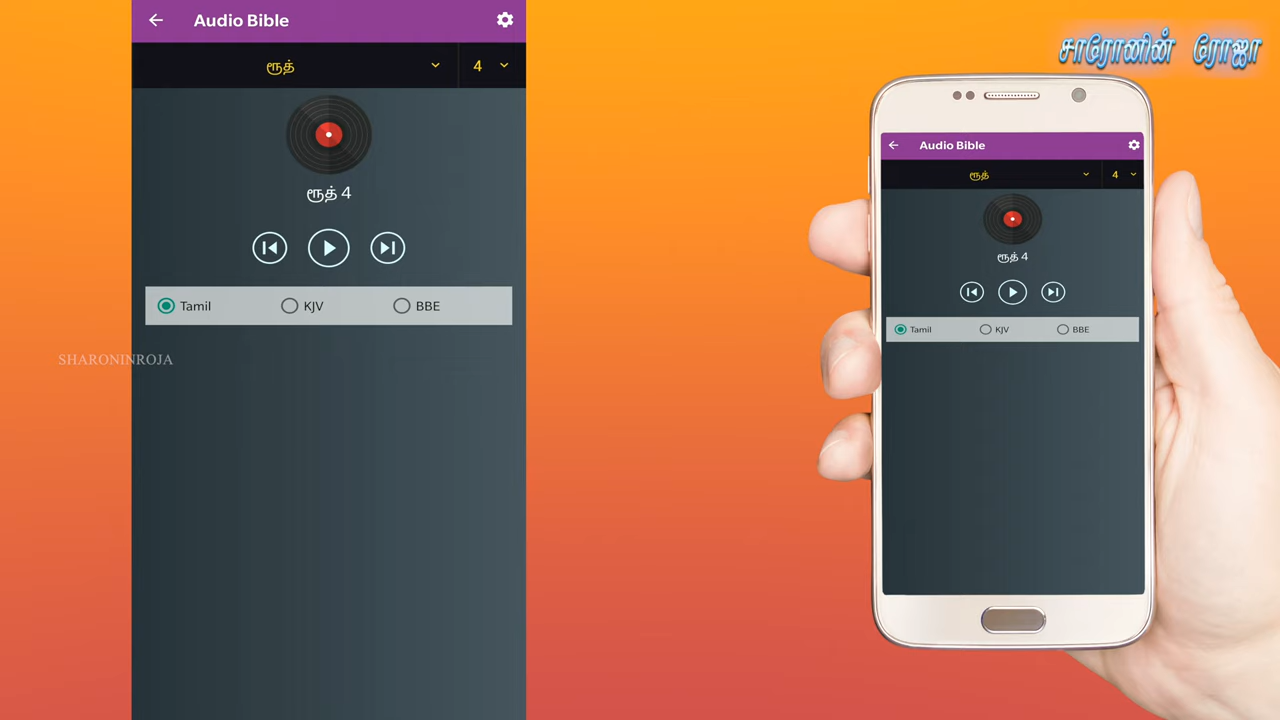 Audio Bible
ரூத் 4
ரூத் 4
Tamil KJV BBE
SHARONINROJA
சாரோனின் ரோஜா
Audio Bible
ரூத் 4
ரூத் 4
Tamil KJV BBE